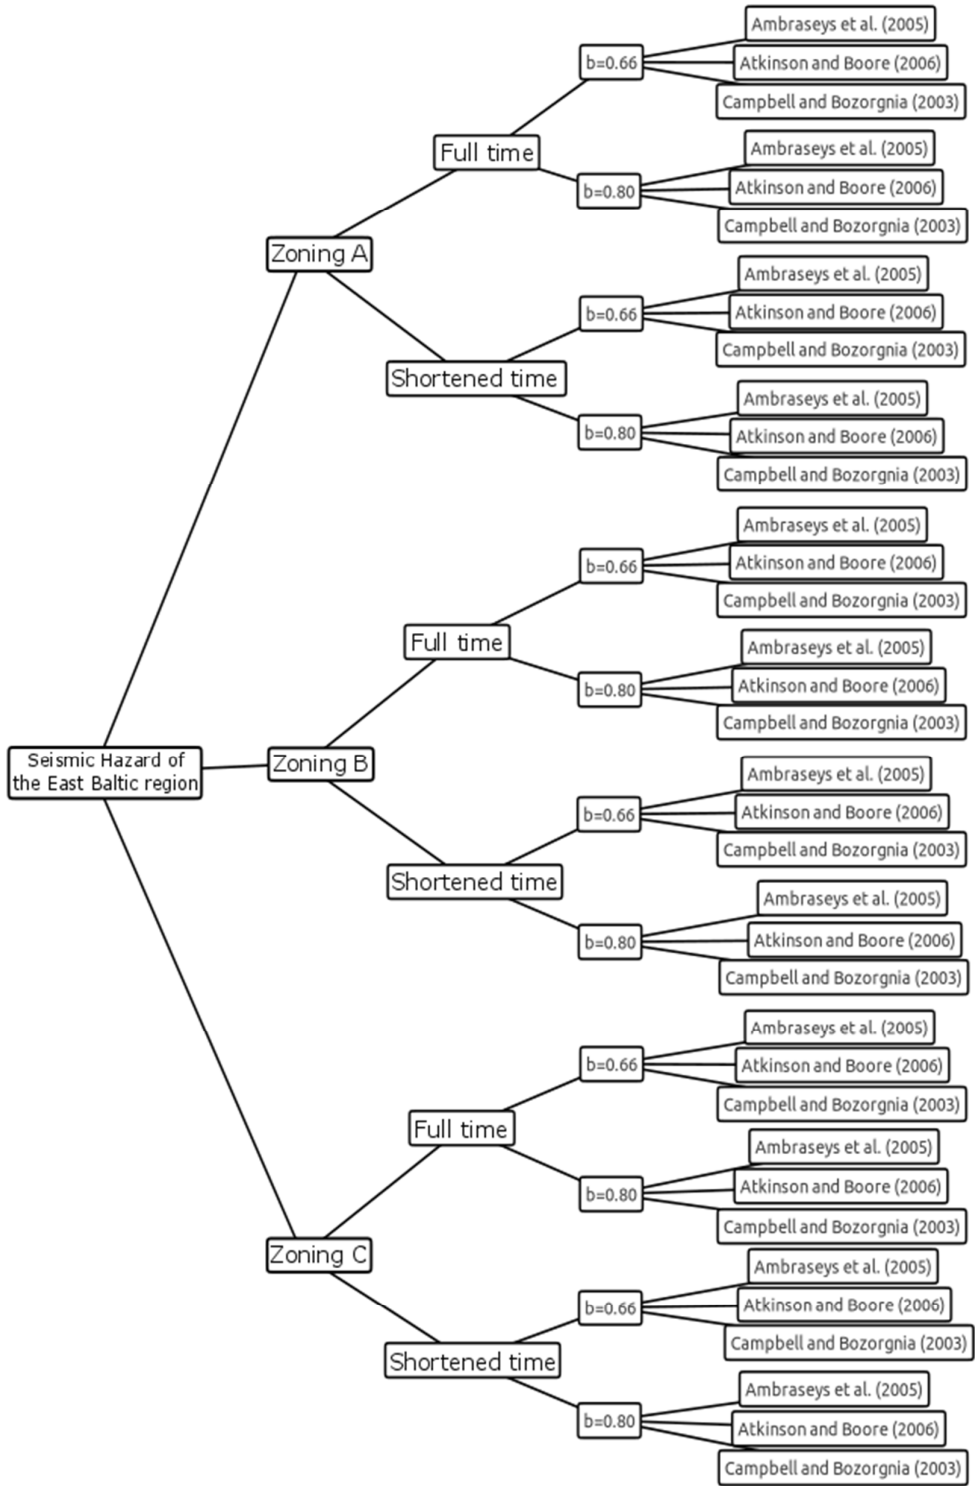 Ambraseys et al. (2005)
b=0.66
Atkinson and Boore (2006)
Campbell and Bozorgnia (2003)
Full time
Ambraseys et al. (2005)
b=0.80
Atkinson and Boore (2006)
Campbell and Bozorgnia (2003)
Zoning A
Ambraseys et al. (2005)
b=0.66
Atkinson and Boore (2006)
Campbell and Bozorgnia (2003)
Shortened time
Ambraseys et al. (2005)
b=0.80
Atkinson and Boore (2006)
Campbell and Bozorgnia (2003)
Ambraseys et al. (2005)
b=0.66
Atkinson and Boore (2006)
Campbell and Bozorgnia (2003)
Full time
Ambraseys et al. (2005)
b=0.80
Atkinson and Boore (2006)
Campbell and Bozorgnia (2003)
Seismic Hazard of
the East Baltic region
Zoning B
Ambraseys et al. (2005)
b=0.66
Atkinson and Boore (2006)
Campbell and Bozorgnia (2003)
Shortened time
Ambraseys et al. (2005)
b=0.80
Atkinson and Boore (2006)
Campbell and Bozorgnia (2003)
Ambraseys et al. (2005)
b=0.66
Atkinson and Boore (2006)
Campbell and Bozorgnia (2003)
Full time
Ambraseys et al. (2005)
b=0.80
Atkinson and Boore (2006)
Campbell and Bozorgnia (2003)
Zoning C
Ambraseys et al. (2005)
b=0.66
Atkinson and Boore (2006)
Campbell and Bozorgnia (2003)
Shortened time
Ambraseys et al. (2005)
b=0.80
Atkinson and Boore (2006)
Campbell and Bozorgnia (2003)